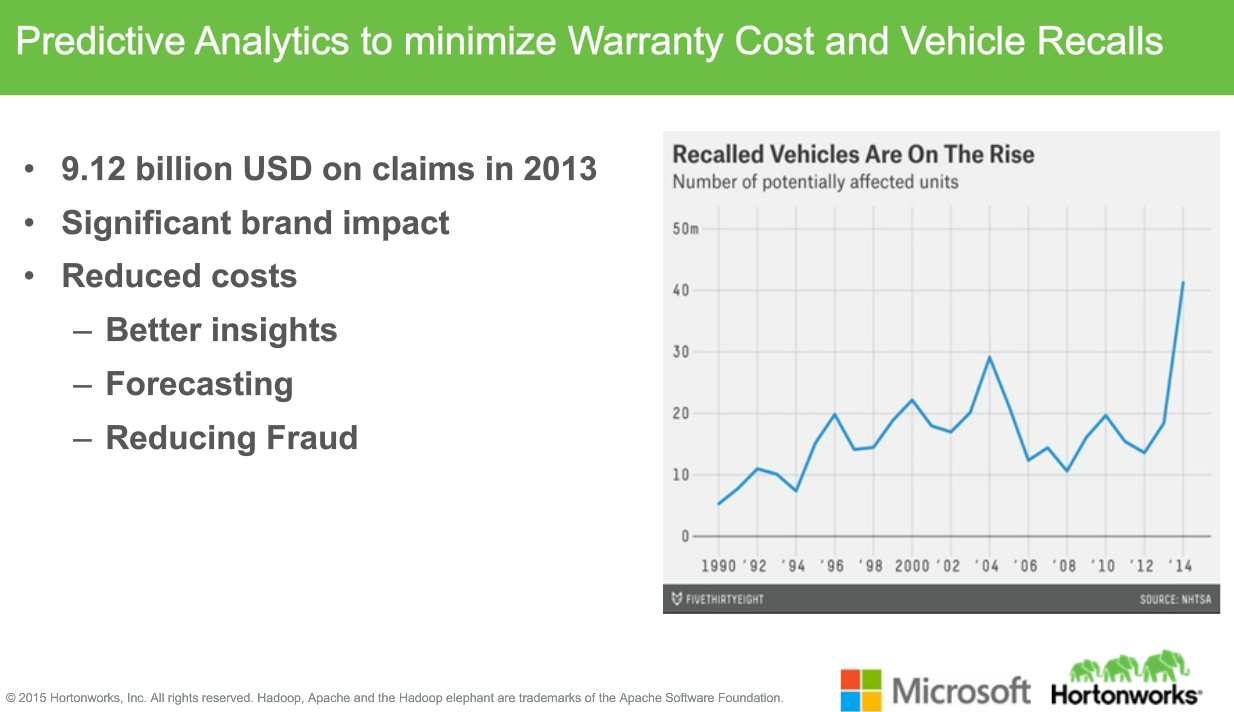 Predictive Analytics to minimize Warranty Cost and Vehicle Recalls
• 9.12 billion USD on claims in 2013
• Significant brand impact
• Reduced costs
– Better insights
– Forecasting
– Reducing Fraud
Recalled Vehicles Are On The Rise
Number of potentially affected units
50m
40
30
20
10
0
1990 '92 '94 '96 '98 2000 '02 '04 '06 '08 '10 '12 '14
FIVETHIRTYEIGHT SOURCE: NHTSA
© 2015 Hortonworks, Inc. All rights reserved. Hadoop, Apache and the Hadoop elephant are trademarks of the Apache Software Foundation.
Microsoft
Hortonworks